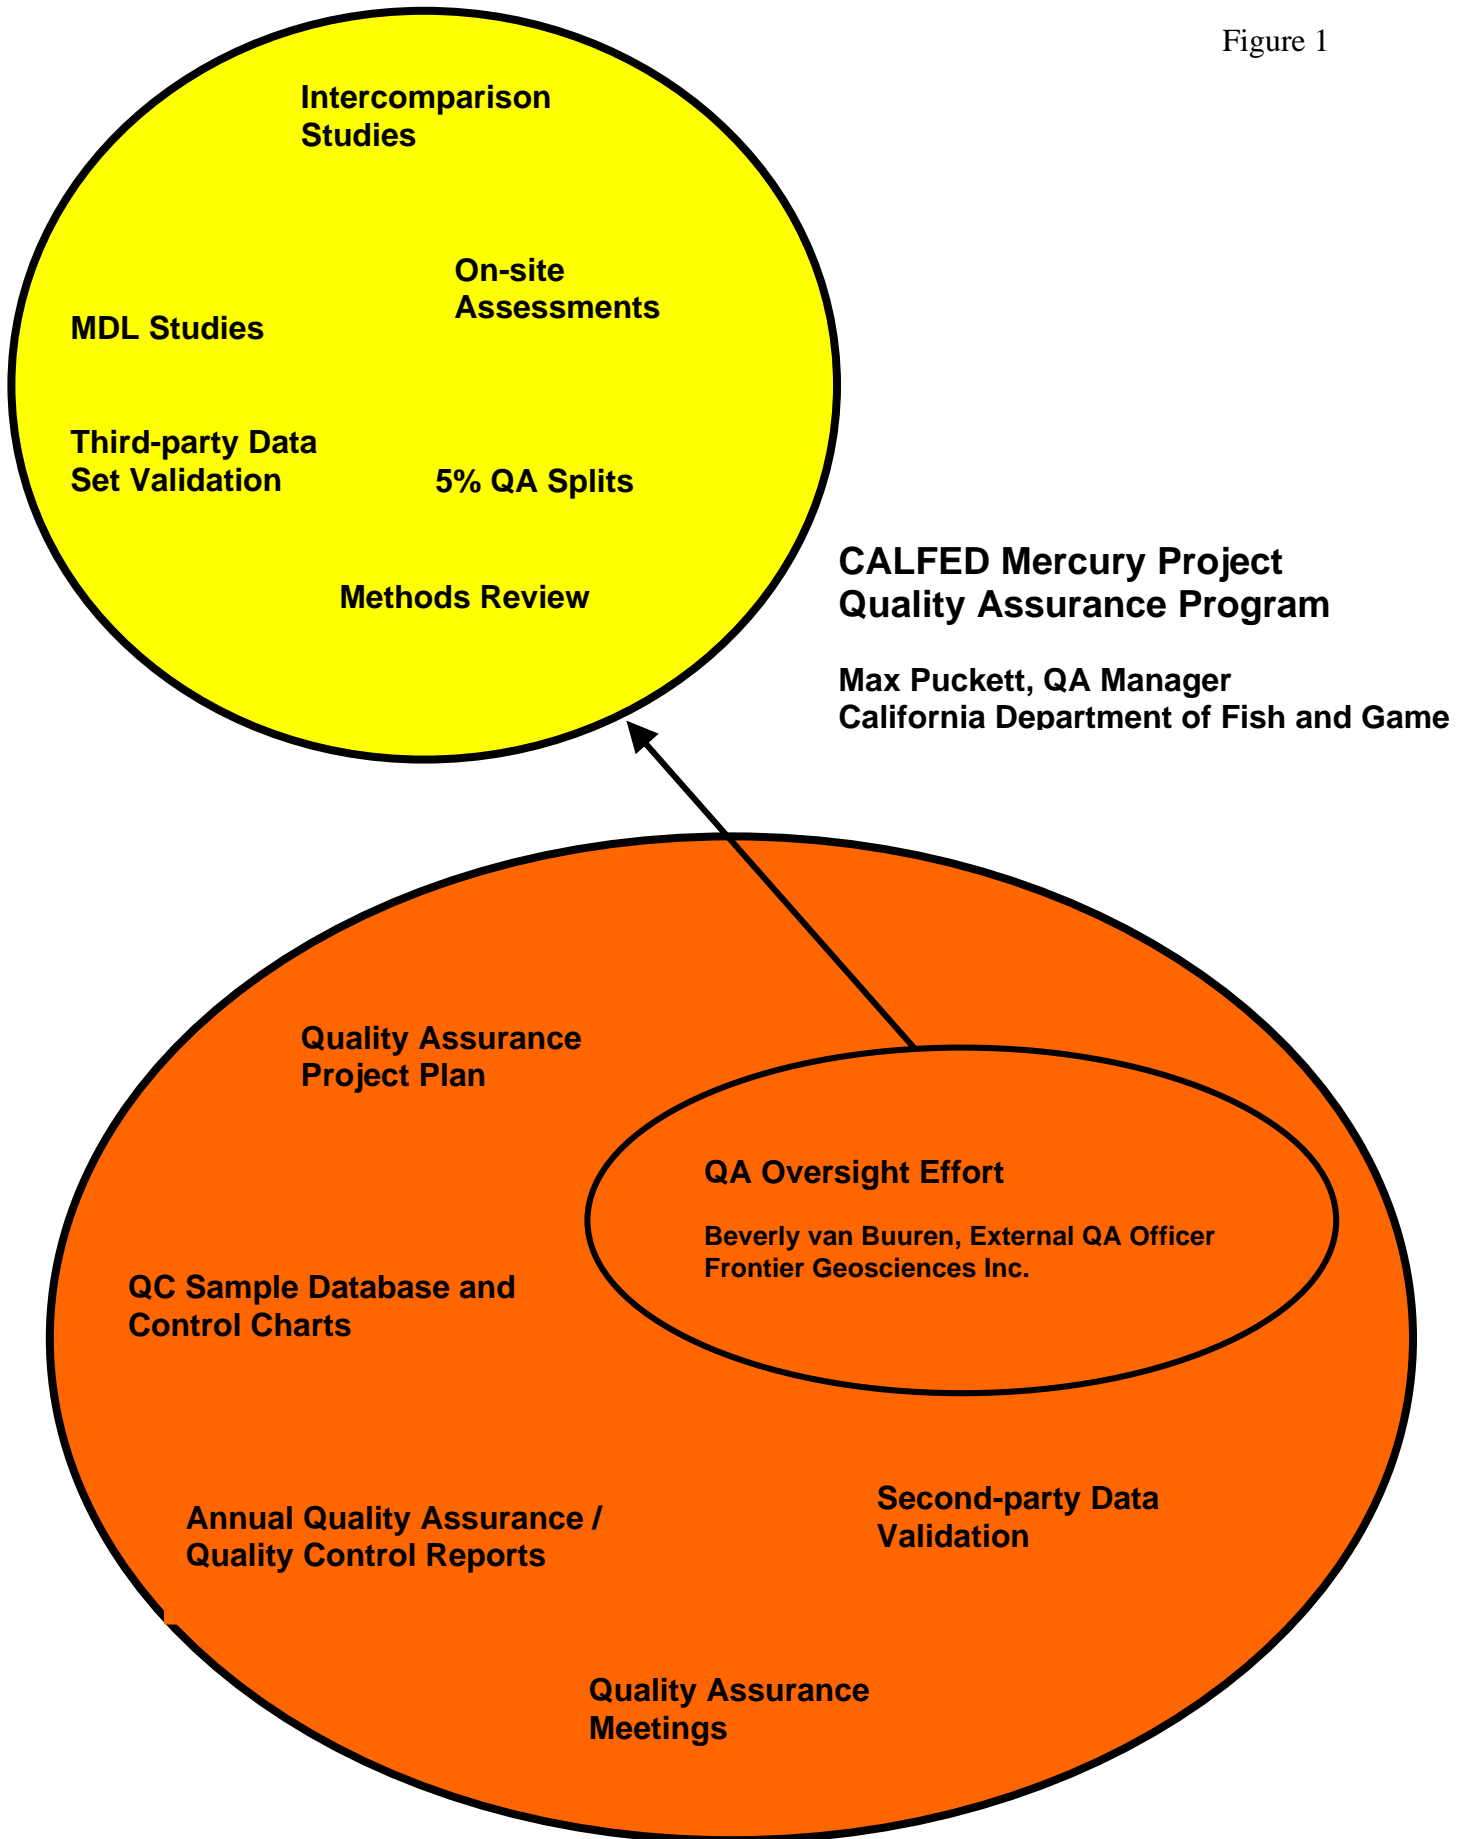 Figure 1
Intercomparison
Studies
On-site
Assessments
MDL Studies
Third-party Data
Set Validation
5% QA Splits
Methods Review
CALFED Mercury Project
Quality Assurance Program
Max Puckett, QA Manager
California Department of Fish and Game
Quality Assurance
Project Plan
QA Oversight Effort
Beverly van Buuren, External QA Officer
Frontier Geosciences Inc.
QC Sample Database and
Control Charts
Second-party Data
Validation
Annual Quality Assurance /
Quality Control Reports
Quality Assurance
Meetings